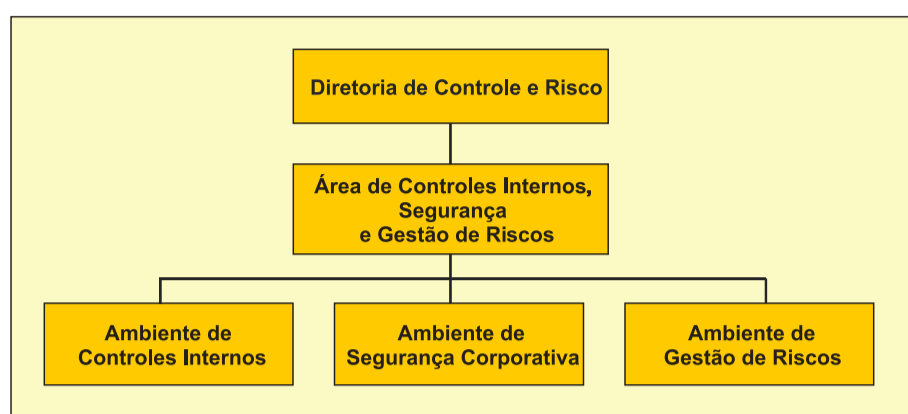 Diretoria de Controle e Risco
Área de Controles Internos,
Segurança
e Gestão de Riscos
Ambiente de
Controles Internos
Ambiente de
Segurança Corporativa
Ambiente de
Gestão de Riscos